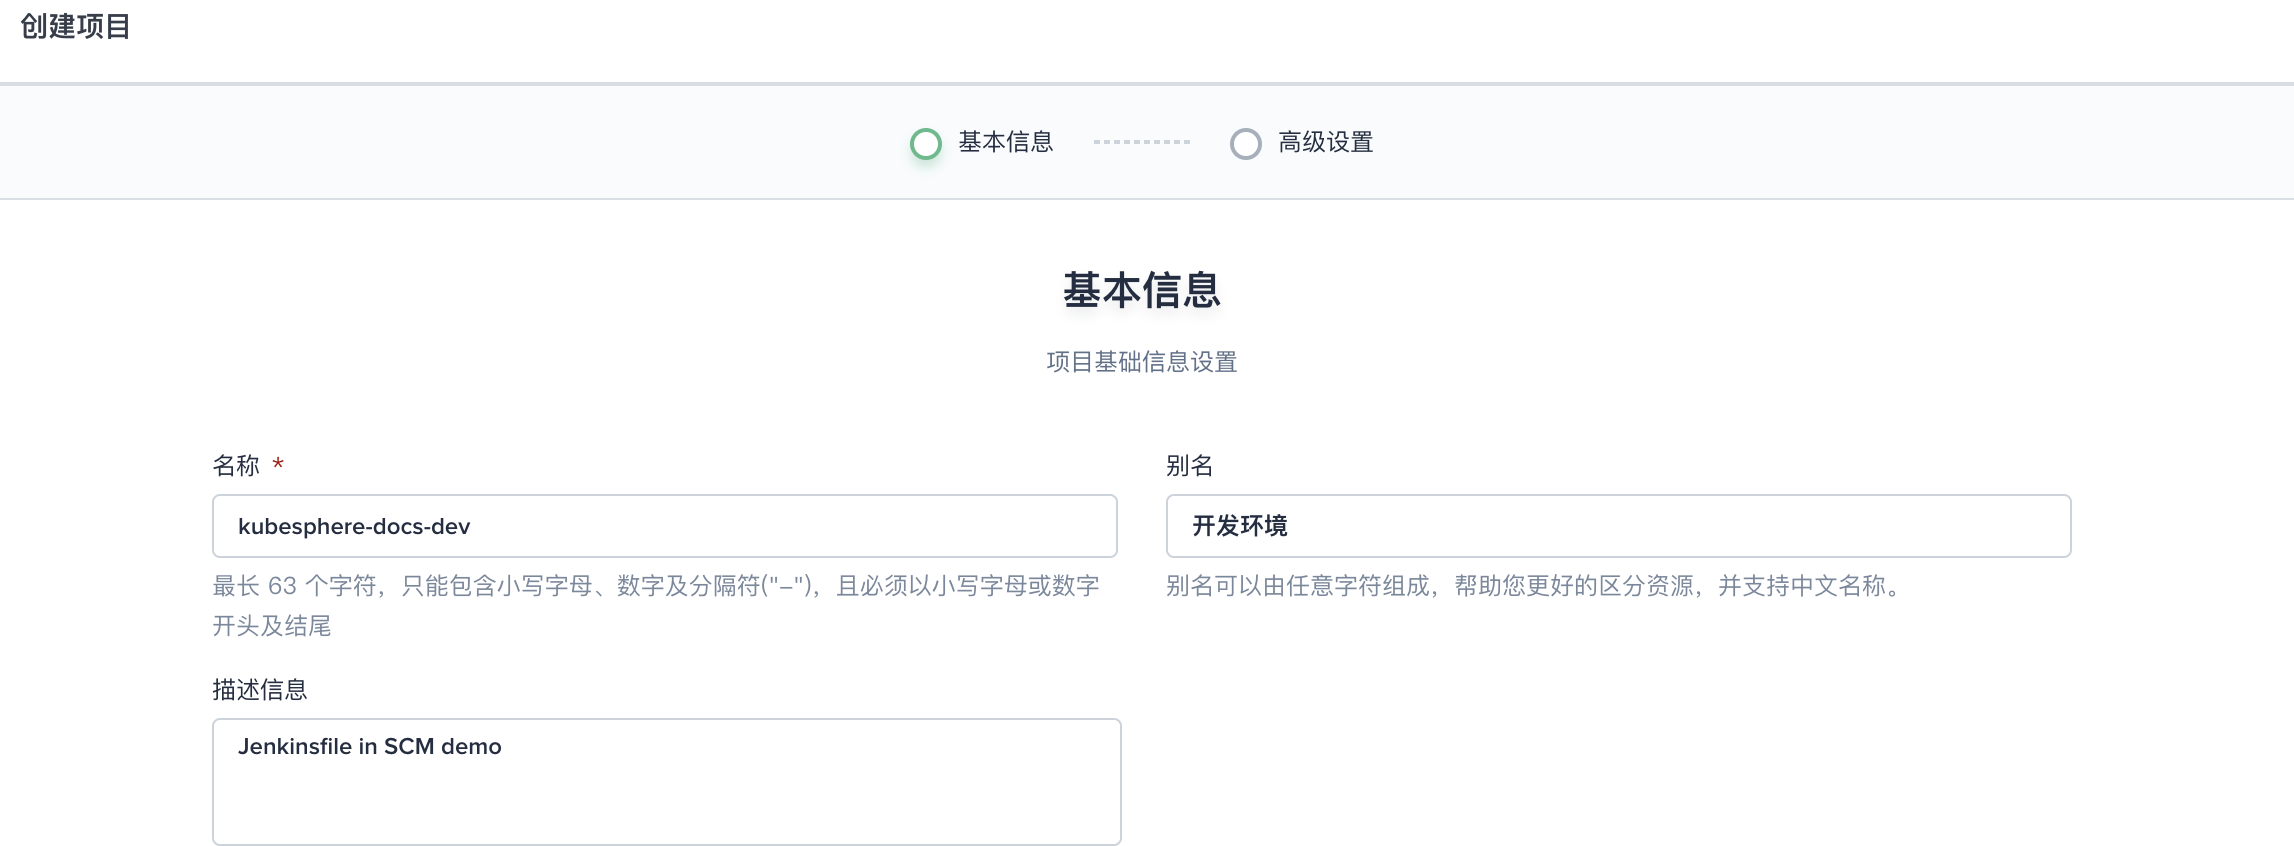 创建项目
基本信息
高级设置
基本信息
项目基础信息设置
名称 *
别名
kubesphere-docs-dev
开发环境
最长 63 个字符，只能包含小写字母、数字及分隔符("-")，且必须以小写字母或数字
开头及结尾
别名可以由任意字符组成，帮助您更好的区分资源，并支持中文名称。
描述信息
Jenkinsfile in SCM demo